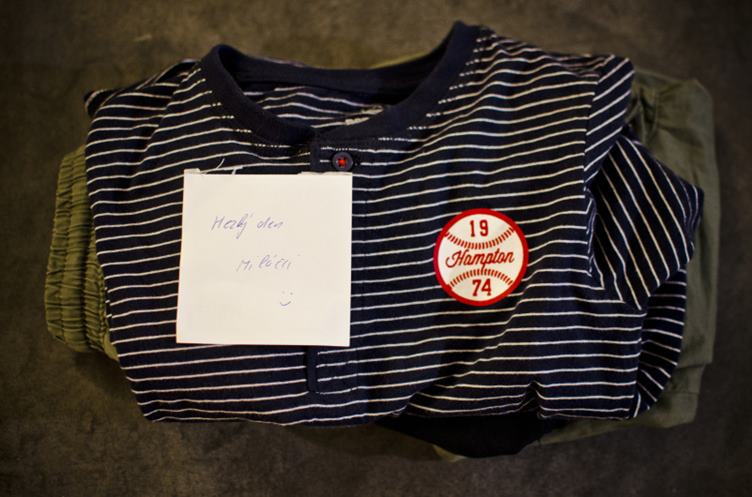 Hezký den
Miláčci
:)
19
Hampton
74